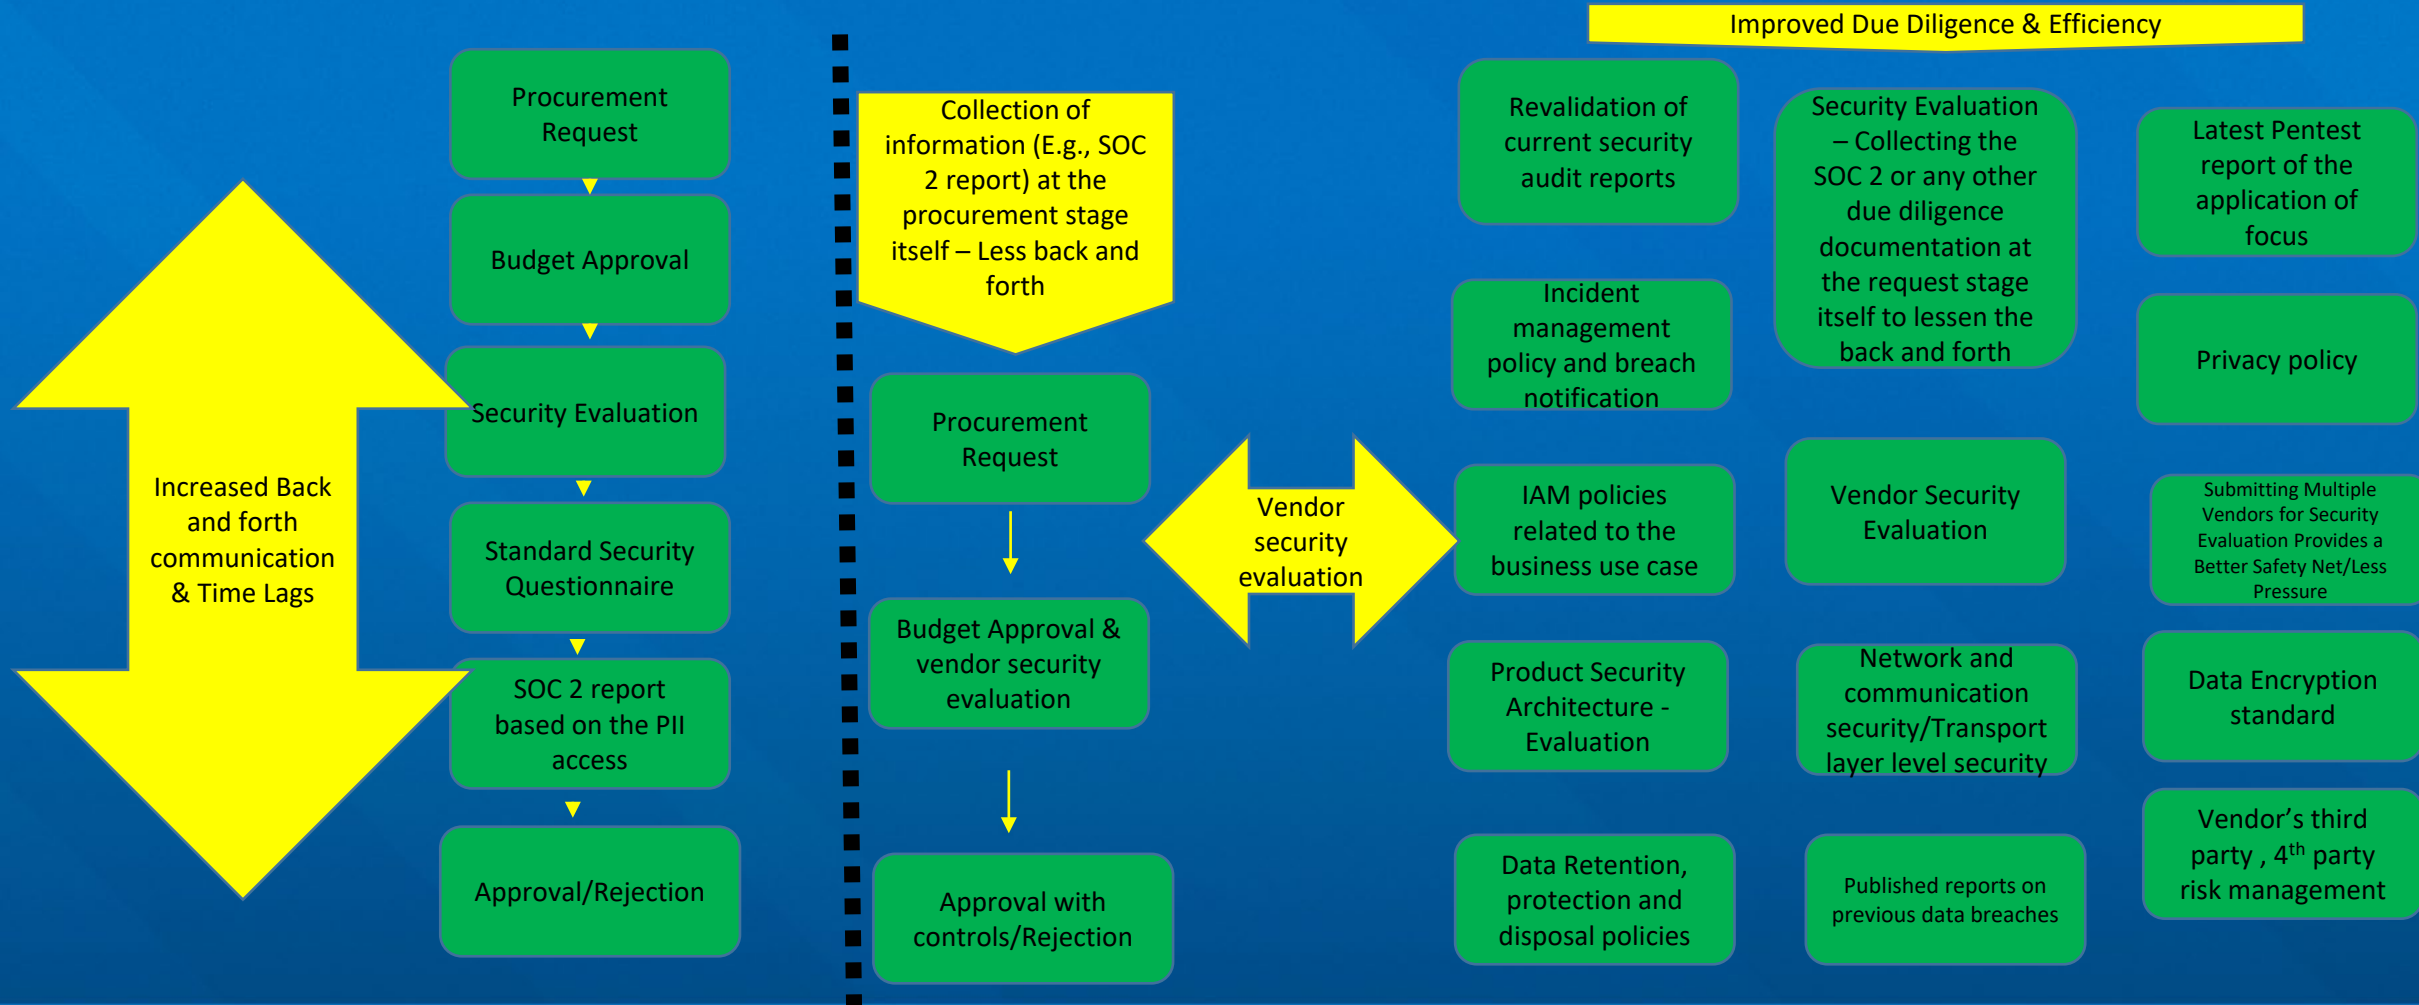 Improved Due Diligence & Efficiency
Procurement
Request
Budget Approval
Security Evaluation
Standard Security
Questionnaire
SOC 2 report
based on the PII
access
Approval/Rejection
Increased Back
and forth
communication
& Time Lags
Collection of
information (E.g., SOC
2 report) at the
procurement stage
itself – Less back and
forth
Procurement
Request
Budget Approval &
vendor security
evaluation
Approval with
controls/Rejection
Vendor
security
evaluation
Revalidation of
current security
audit reports
Incident
management
policy and breach
notification
IAM policies
related to the
business use case
Product Security
Architecture -
Evaluation
Data Retention,
protection and
disposal policies
Security Evaluation
– Collecting the
SOC 2 or any other
due diligence
documentation at
the request stage
itself to lessen the
back and forth
Vendor Security
Evaluation
Network and
communication
security/Transport
layer level security
Published reports on
previous data breaches
Latest Pentest
report of the
application of
focus
Privacy policy
Submitting Multiple
Vendors for Security
Evaluation Provides a
Better Safety Net/Less
Pressure
Data Encryption
standard
Vendor’s third
party , 4th party
risk management